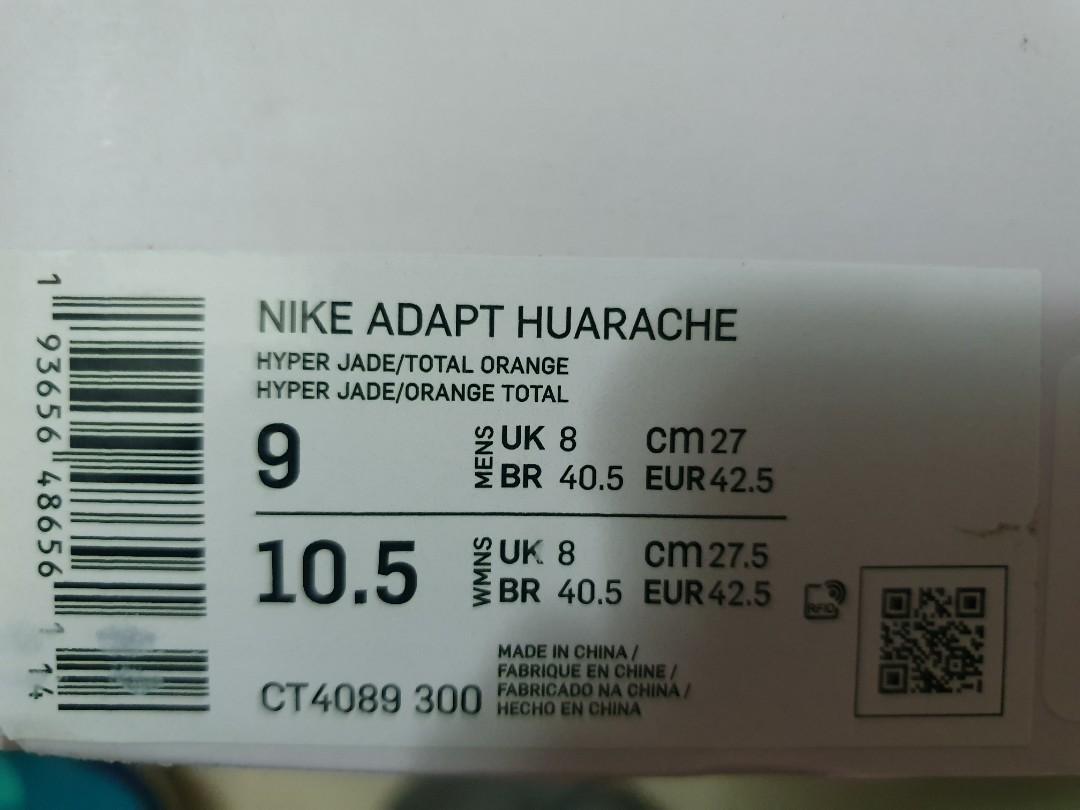 NIKE ADAPT HUARACHE
HYPER JADE/TOTAL ORANGE
HYPER JADE/ORANGE TOTAL
9 MENS UK 8 cm 27
BR 40.5 EUR 42.5
10.5 WMNS UK 8 cm 27.5
BR 40.5 EUR 42.5
RFID
MADE IN CHINA /
FABRIQUE EN CHINE /
FABRICADO NA CHINA /
HECHO EN CHINA
CT4089 300
1 93656 48656 1 14